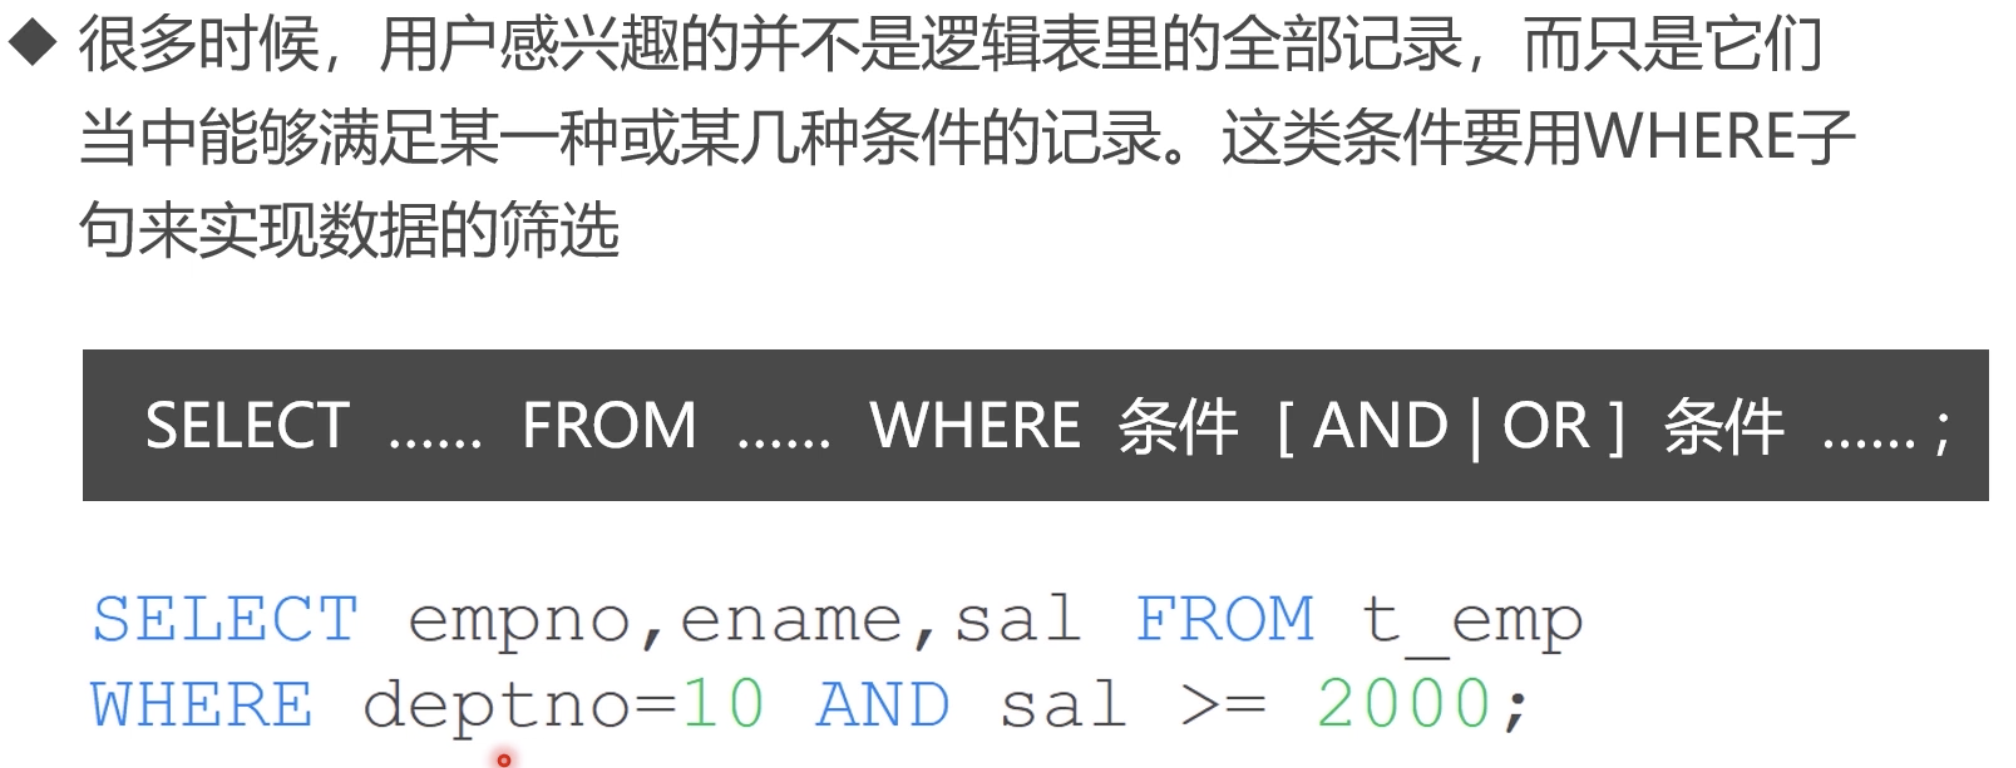 ◆ 很多时候，用户感兴趣的并不是逻辑表里的全部记录，而只是它们
当中能够满足某一种或某几种条件的记录。这类条件要用WHERE子
句来实现数据的筛选
SELECT ...... FROM ...... WHERE 条件 [ AND | OR ] 条件 ...... ;
SELECT empno,ename,sal FROM t_emp
WHERE deptno=10 AND sal >= 2000;